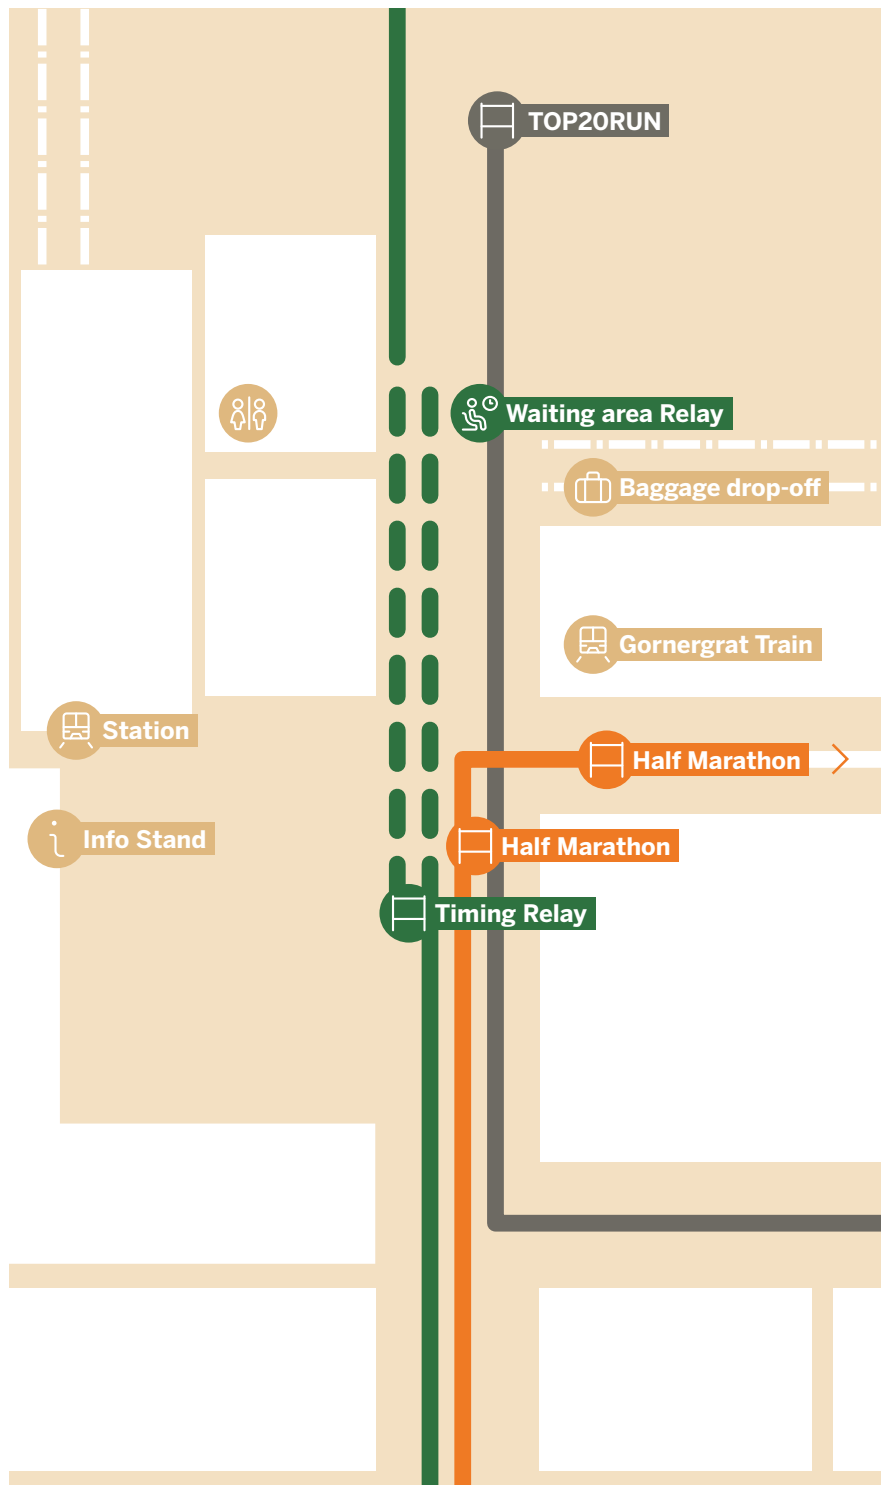 TOP20RUN
Waiting area Relay
Baggage drop-off
Gornergrat Train
Station
Half Marathon
Info Stand
Half Marathon
Timing Relay